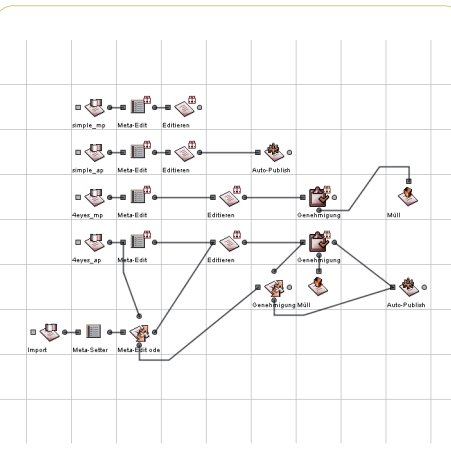 simple_mp Meta-Edit Editieren
simple_ap Meta-Edit Editieren Auto-Publish
4eyes_mp Meta-Edit Editieren Genehmigung Müll
4eyes_ap Meta-Edit Editieren Genehmigung
Genehmigung Müll Auto-Publish
Import Meta-Setter Meta-Edit ode